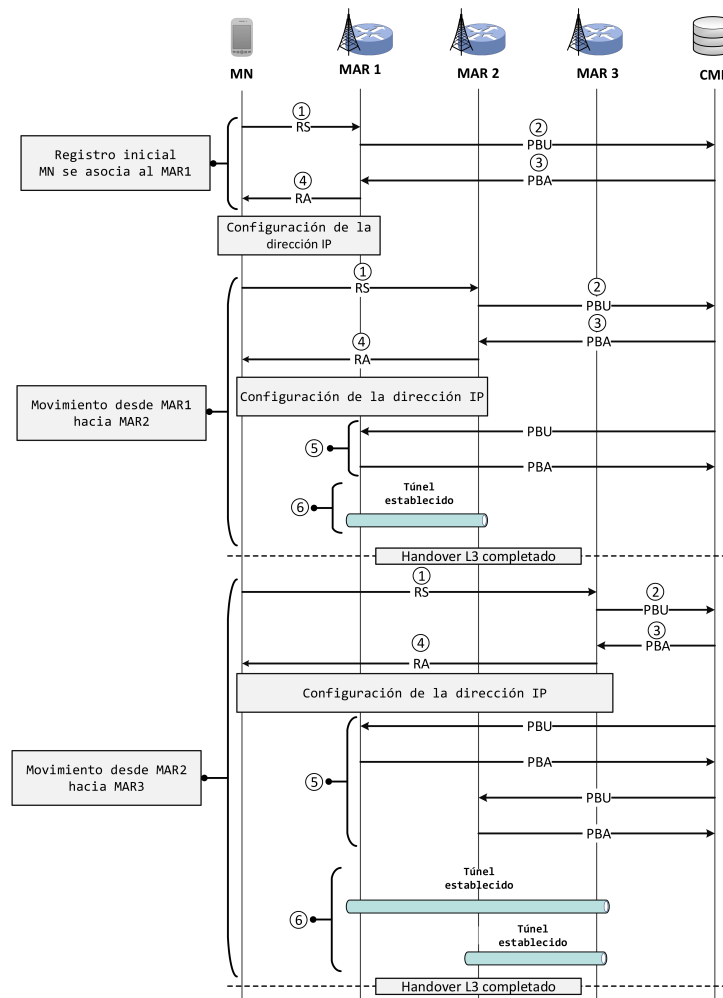 MN
MAR 1
MAR 2
MAR 3
1
RS
2
PBU
Registro inicial
MN se asocia al MAR1
3
PBA
4
RA
Configuración de la
dirección IP
1
RS
2
PBU
3
PBA
4
RA
Configuración de la dirección IP
Movimiento desde MAR1
hacia MAR2
PBU
5
PBA
Túnel
establecido
6
Handover L3 completado
1
RS
2
PBU
3
PBA
4
RA
Configuración de la dirección IP
PBU
Movimiento desde MAR2
hacia MAR3
5
PBA
PBU
PBA
Túnel
establecido
6
Túnel
establecido
Handover L3 completado